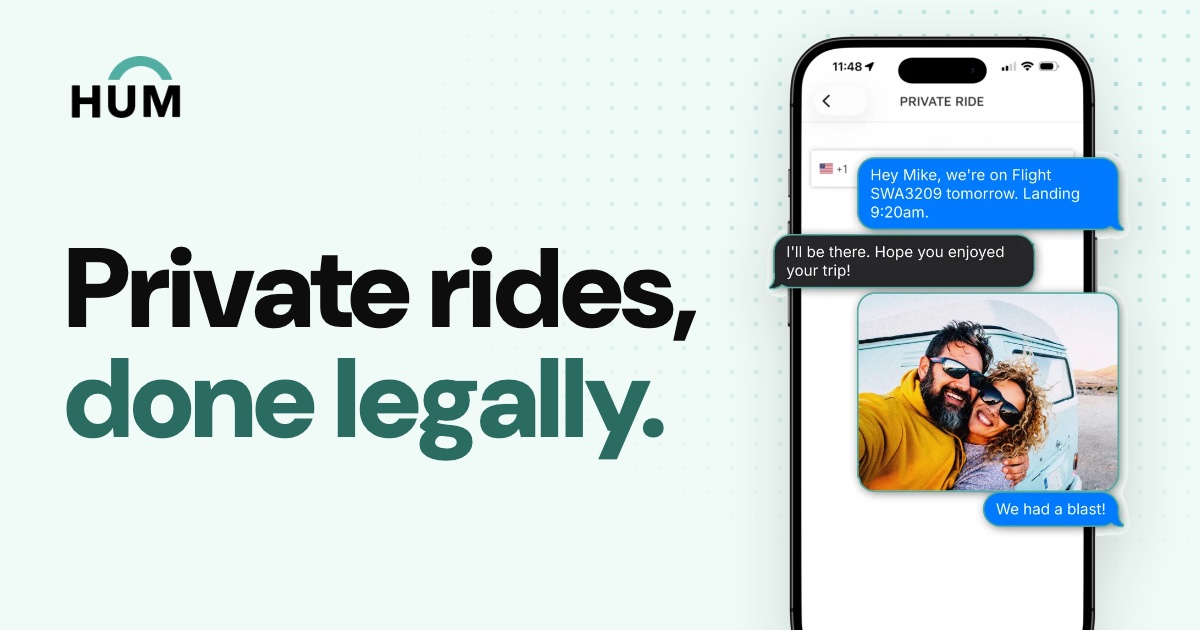 HUM
Private rides,
done legally.
11:48
PRIVATE RIDE
+1
Hey Mike, we're on Flight
SWA3209 tomorrow. Landing
9:20am.
I'll be there. Hope you enjoyed
your trip!
We had a blast!